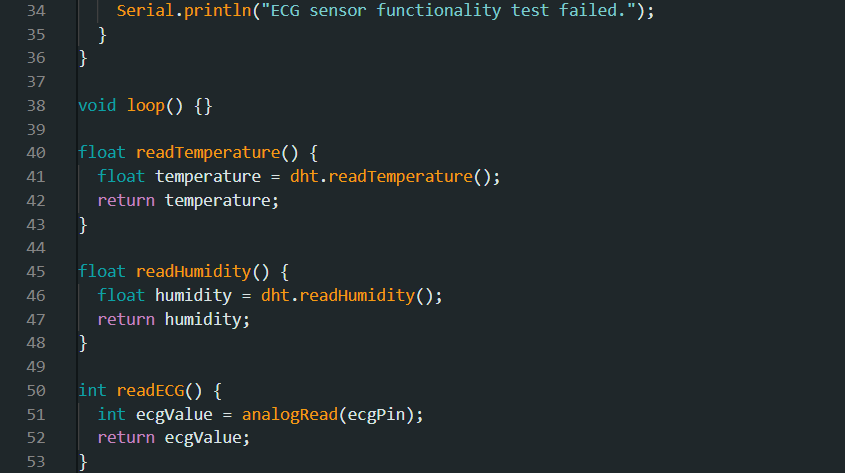 34 Serial.println("ECG sensor functionality test failed.");
35 }
36 }
37
38 void loop() {}
39
40 float readTemperature() {
41 float temperature = dht.readTemperature();
42 return temperature;
43 }
44
45 float readHumidity() {
46 float humidity = dht.readHumidity();
47 return humidity;
48 }
49
50 int readECG() {
51 int ecgValue = analogRead(ecgPin);
52 return ecgValue;
53 }